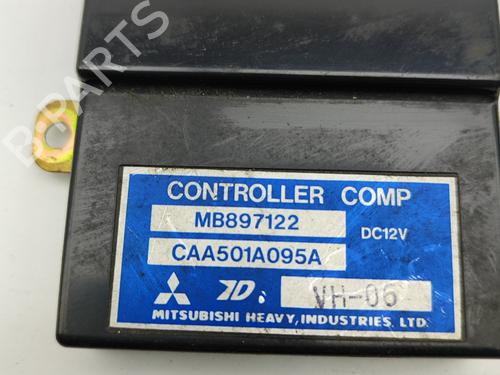 B-PARTS
CONTROLLER COMP
MB897122
DC12V
CAA501A095A
VH-06
MITSUBISHI HEAVY, INDUSTRIES. LTD.